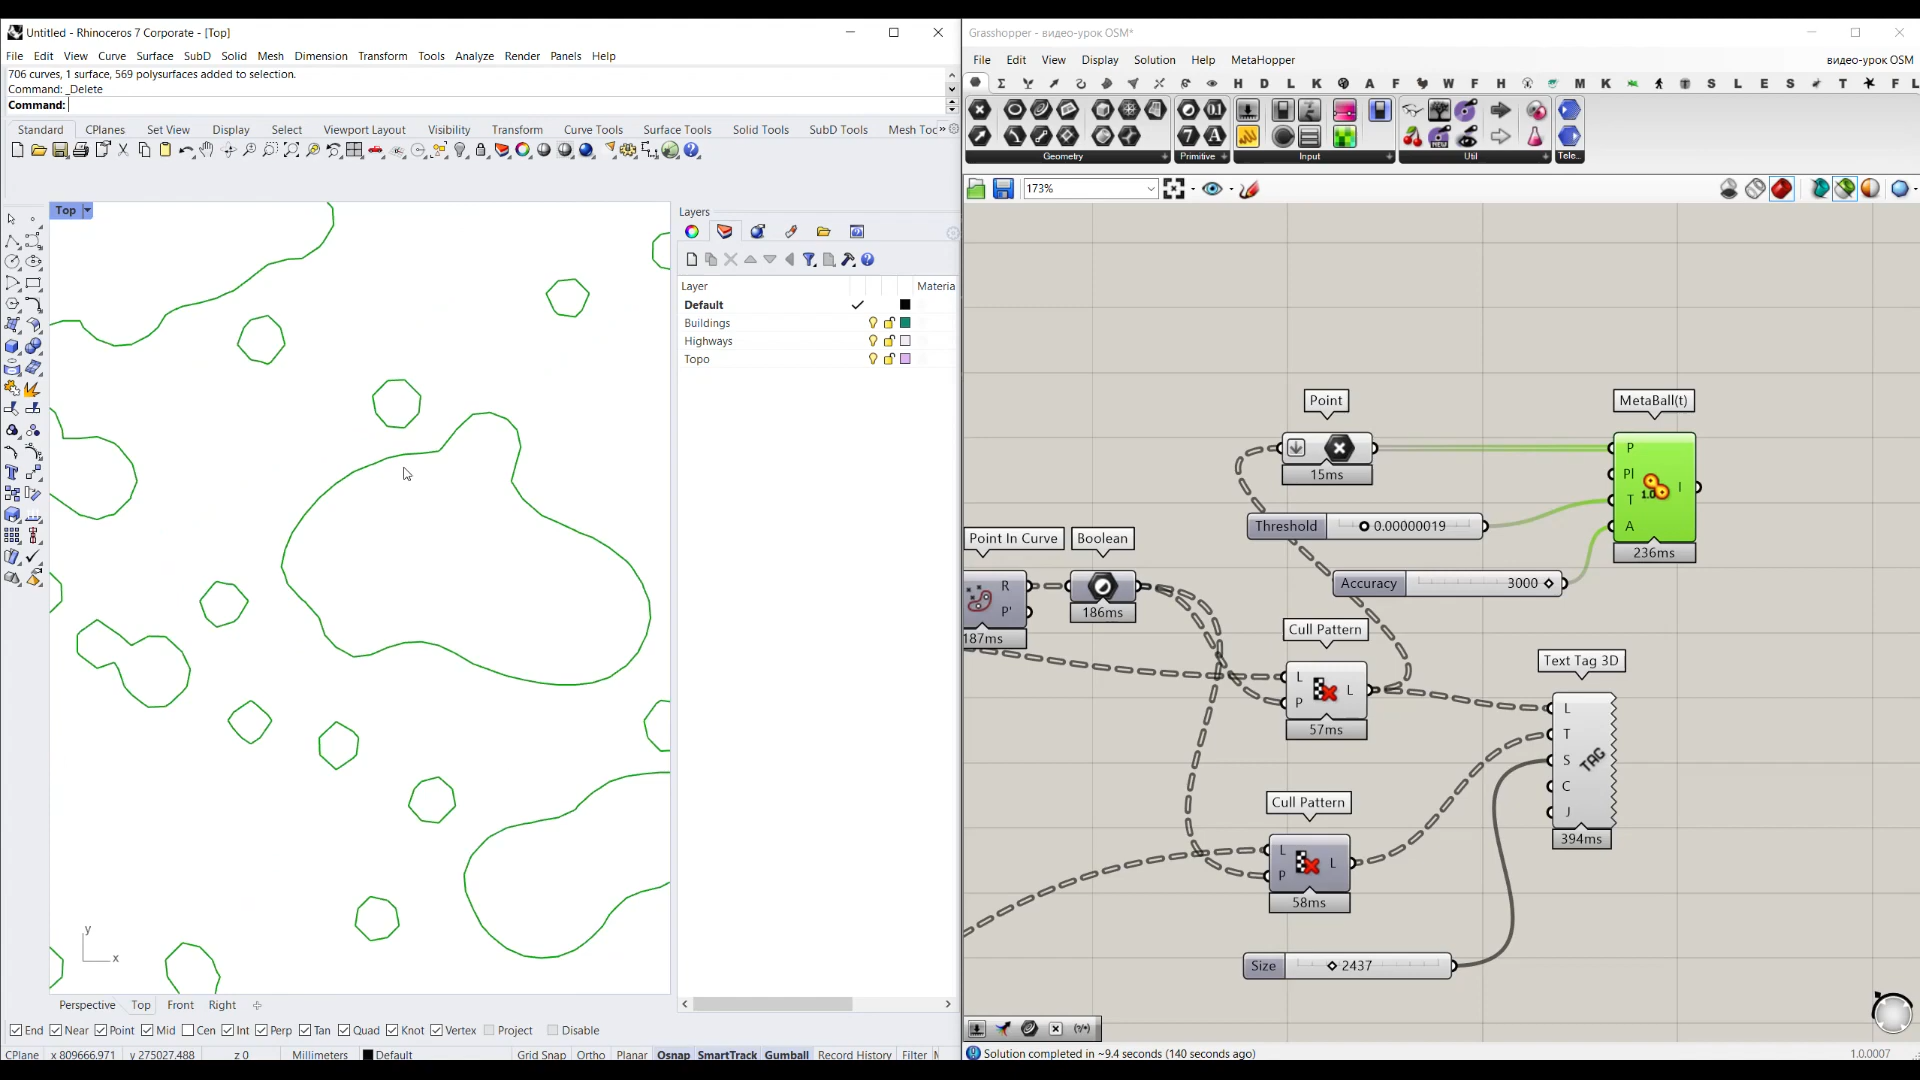 Untitled - Rhinoceros 7 Corporate - [Top]
File Edit View Curve Surface SubD Solid Mesh Dimension Transform Tools Analyze Render Panels Help
706 curves, 1 surface, 569 polysurfaces added to selection.
Command: _Delete
Command:
Standard CPlanes Set View Display Select Viewport Layout Visibility Transform Curve Tools Surface Tools Solid Tools SubD Tools Mesh Toc »
Top
Layers
Layer Materia
Default
Buildings
Highways
Topo
y
x
Perspective Top Front Right
End Near Point Mid Cen Int Perp Tan Quad Knot Vertex Project Disable
CPlane x 809666.971 y 275027.488 z 0 Millimeters Default Grid Snap Ortho Planar Osnap SmartTrack Gumball Record History Filter
Grasshopper - видео-урок OSM*
File Edit View Display Solution Help MetaHopper видео-урок OSM
H D L K A F W F H M K T S L E S T F L
Geometry Primitive Input Util Tele...
173%
Point
15ms
MetaBall(t)
P
Pl
T
A
I
236ms
Threshold 0.00000019
Accuracy 3000
Point In Curve
R
P'
187ms
Boolean
186ms
Cull Pattern
L
P
L
57ms
Text Tag 3D
L
T
S
C
J
TAG
394ms
Cull Pattern
L
P
L
58ms
Size 2437
Solution completed in ~9.4 seconds (140 seconds ago)
1.0.0007